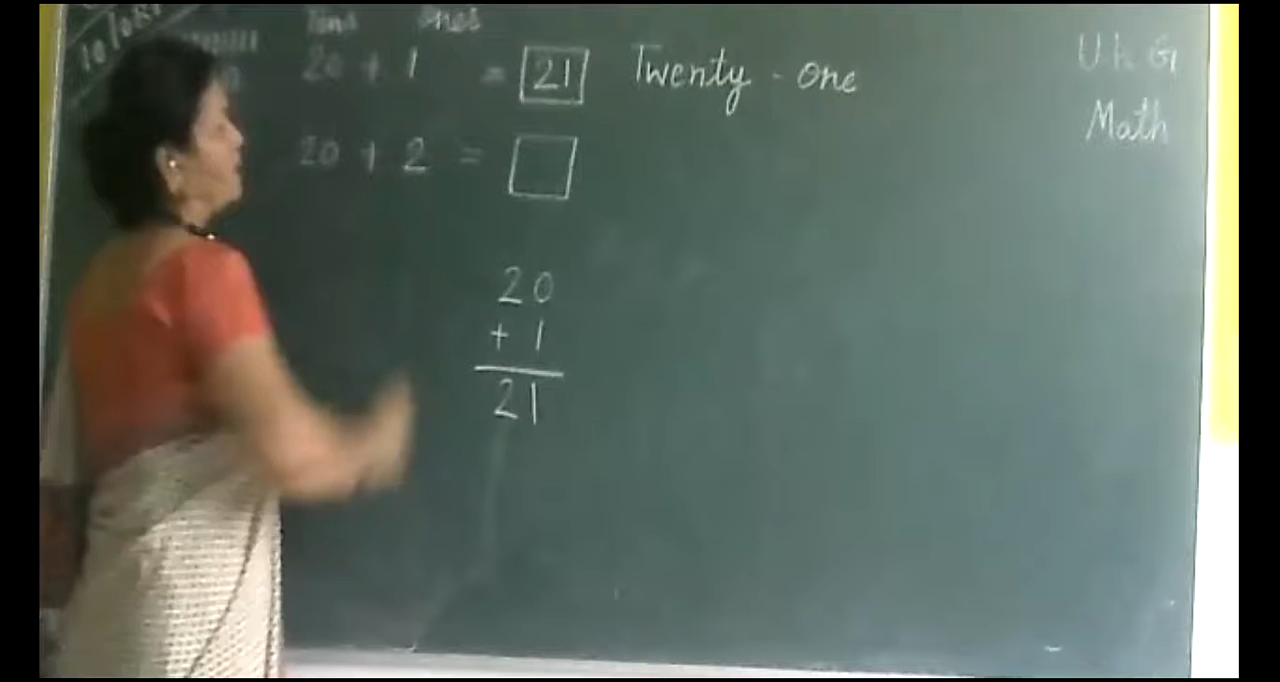 Tens ones
20 + 1 = 21 Twenty - one
20 + 2 =
20
+ 1
21
U k G
Math